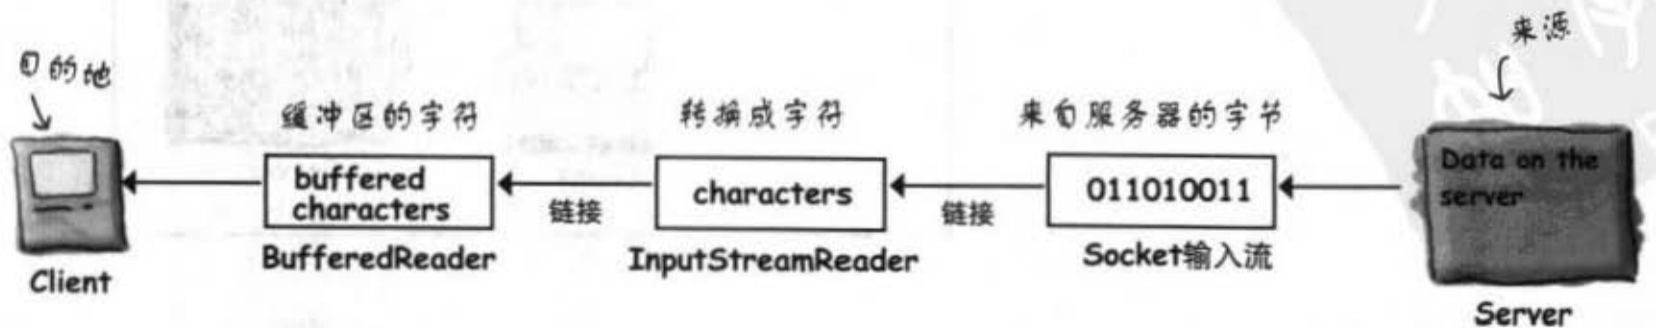 来源
目的地
缓冲区的字符
转换成字符
来自服务器的字节
Data on the
server
buffered
characters
链接
characters
链接
011010011
BufferedReader
InputStreamReader
Socket输入流
Client
Server